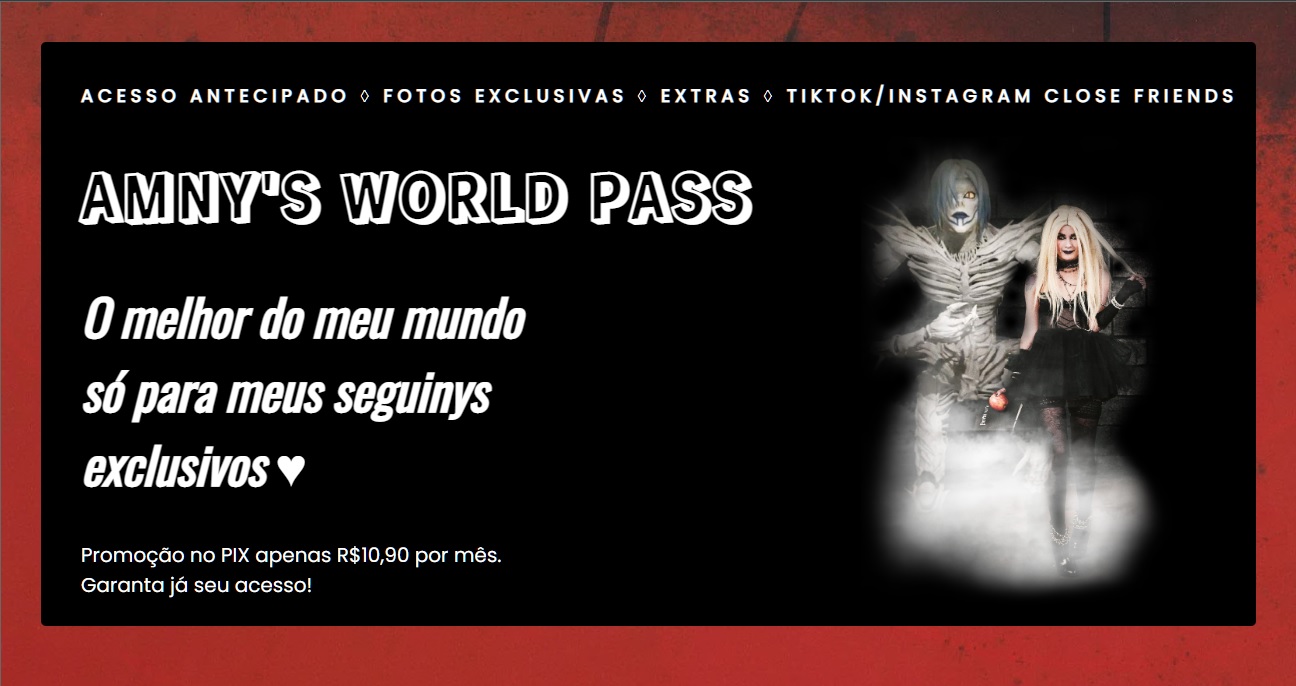 ACESSO ANTECIPADO ◊ FOTOS EXCLUSIVAS ◊ EXTRAS ◊ TIKTOK/INSTAGRAM CLOSE FRIENDS
AMNY'S WORLD PASS
O melhor do meu mundo
só para meus seguinys
exclusivos ♥
Promoção no PIX apenas R$10,90 por mês.
Garanta já seu acesso!